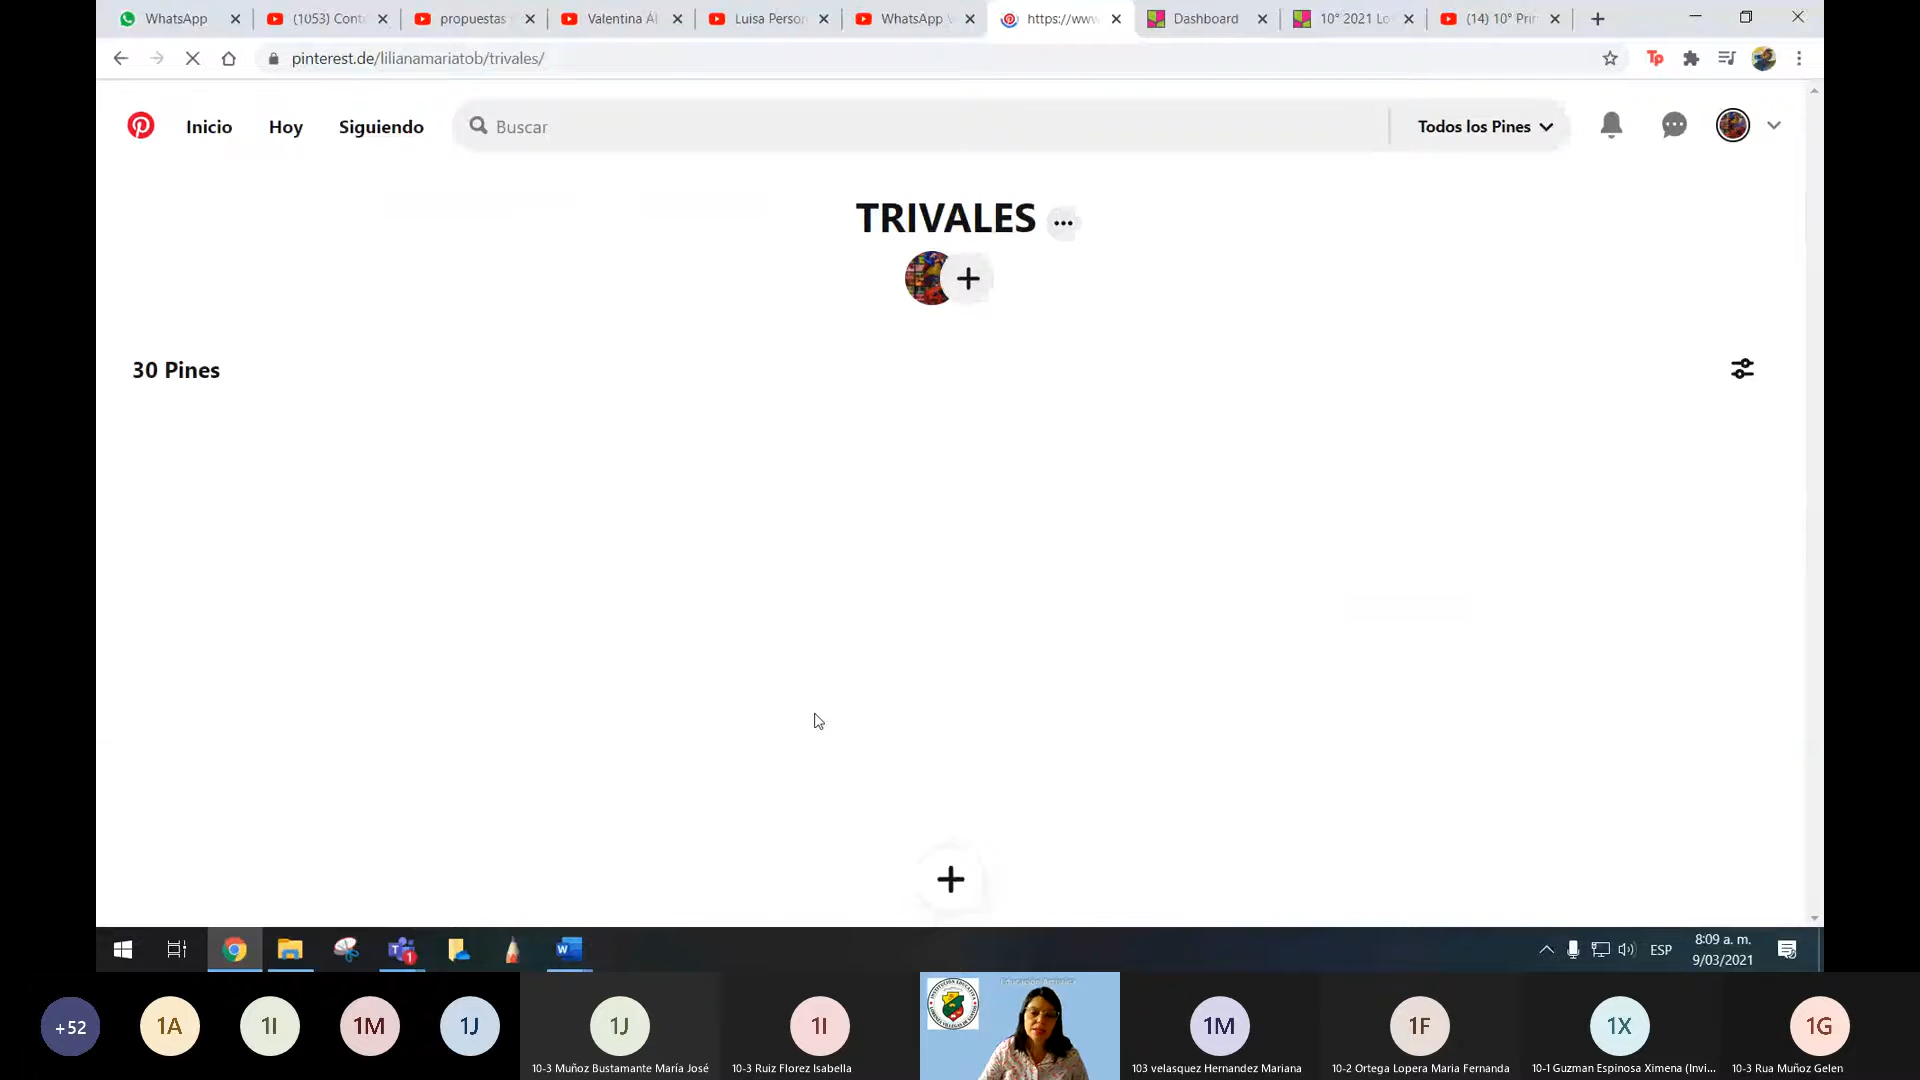 WhatsApp
(1053) Cont
propuestas
Valentina Ál
Luisa Person
WhatsApp V
https://www
Dashboard
10° 2021 Lo
(14) 10° Prin
pinterest.de/lilianamariatob/trivales/
Tp
Inicio
Hoy
Siguiendo
Buscar
Todos los Pines
TRIVALES
30 Pines
ESP
8:09 a. m.
9/03/2021
+52
1A
1I
1M
1J
1J
10-3 Muñoz Bustamante María José
1I
10-3 Ruiz Florez Isabella
1M
103 velasquez Hernandez Mariana
1F
10-2 Ortega Lopera Maria Fernanda
1X
10-1 Guzman Espinosa Ximena (Invi...
1G
10-3 Rua Muñoz Gelen